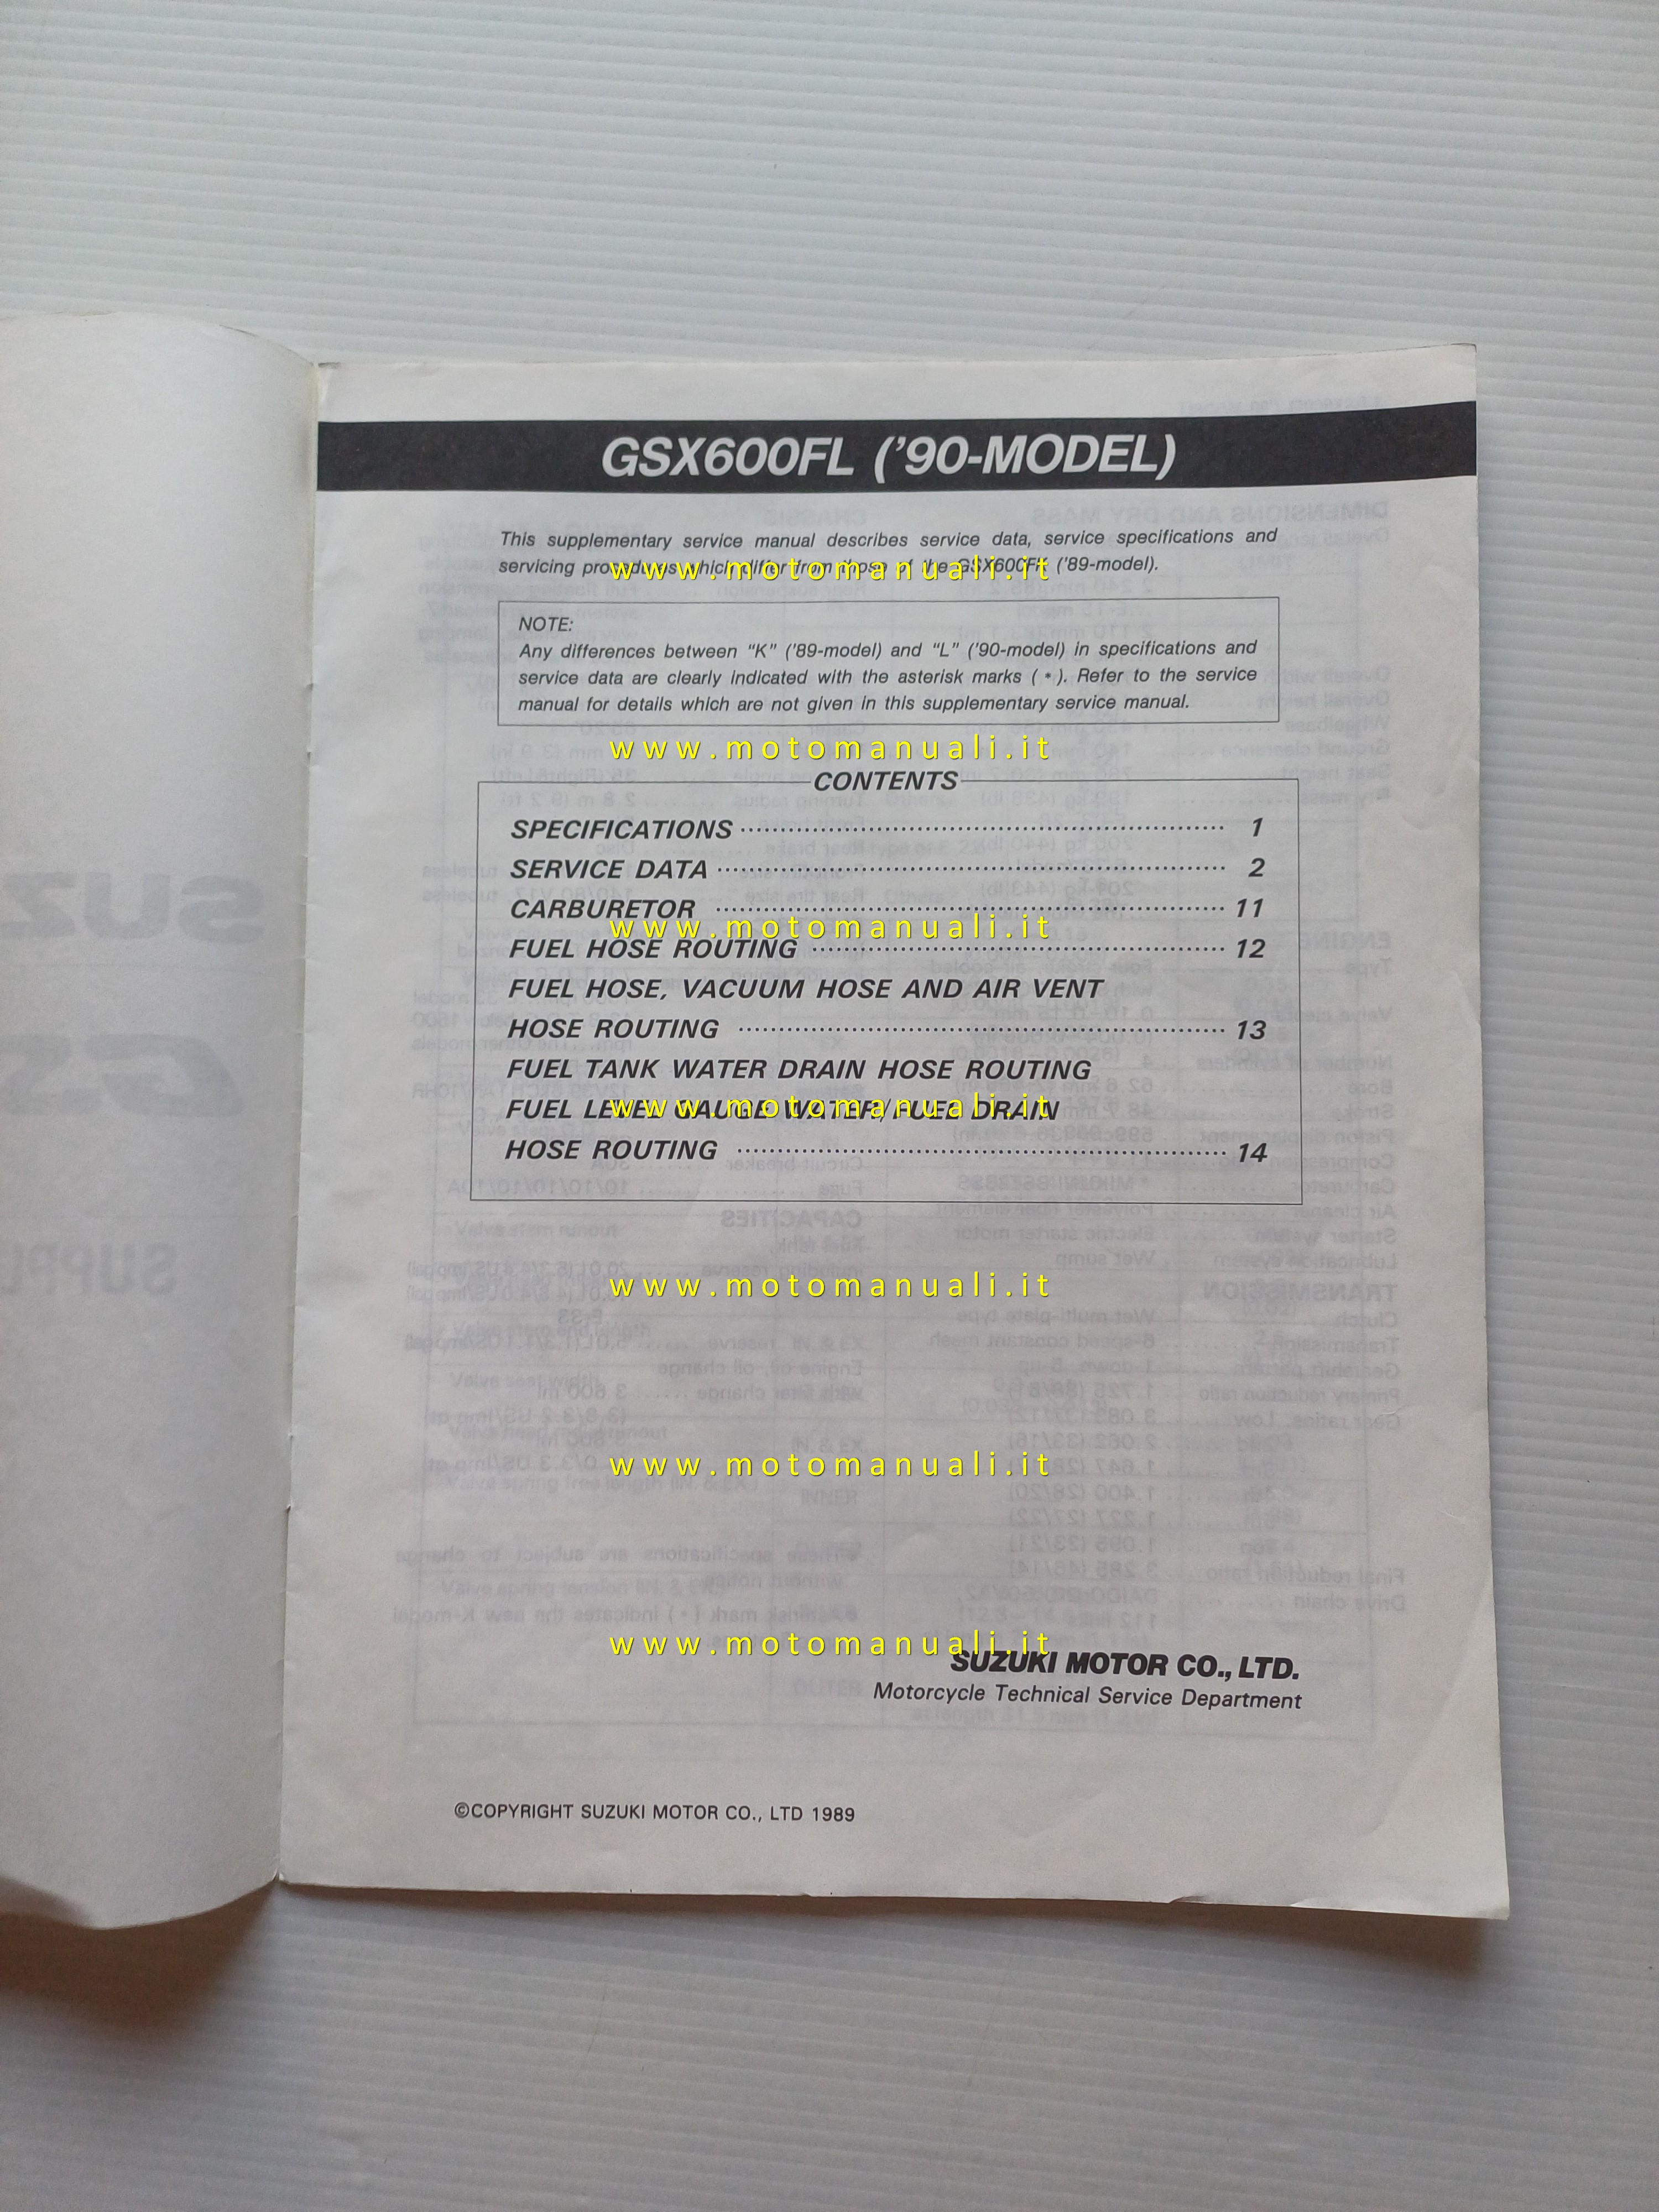 GSX600FL ('90-MODEL)
This supplementary service manual describes service data, service specifications and
servicing procedures which differ from those of the GSX600FK ('89-model).
www.motomanuali.it
NOTE:
Any differences between “K” ('89-model) and “L” ('90-model) in specifications and
service data are clearly indicated with the asterisk marks ( * ). Refer to the service
manual for details which are not given in this supplementary service manual.
www.motomanuali.it
CONTENTS
SPECIFICATIONS 1
SERVICE DATA 2
CARBURETOR 11
www.motomanuali.it
FUEL HOSE ROUTING 12
FUEL HOSE, VACUUM HOSE AND AIR VENT
HOSE ROUTING 13
FUEL TANK WATER DRAIN HOSE ROUTING
FUEL LEVEL GAUGE WATER/FUEL DRAIN
www.motomanuali.it
HOSE ROUTING 14
www.motomanuali.it
www.motomanuali.it
www.motomanuali.it
SUZUKI MOTOR CO., LTD.
Motorcycle Technical Service Department
©COPYRIGHT SUZUKI MOTOR CO., LTD 1989